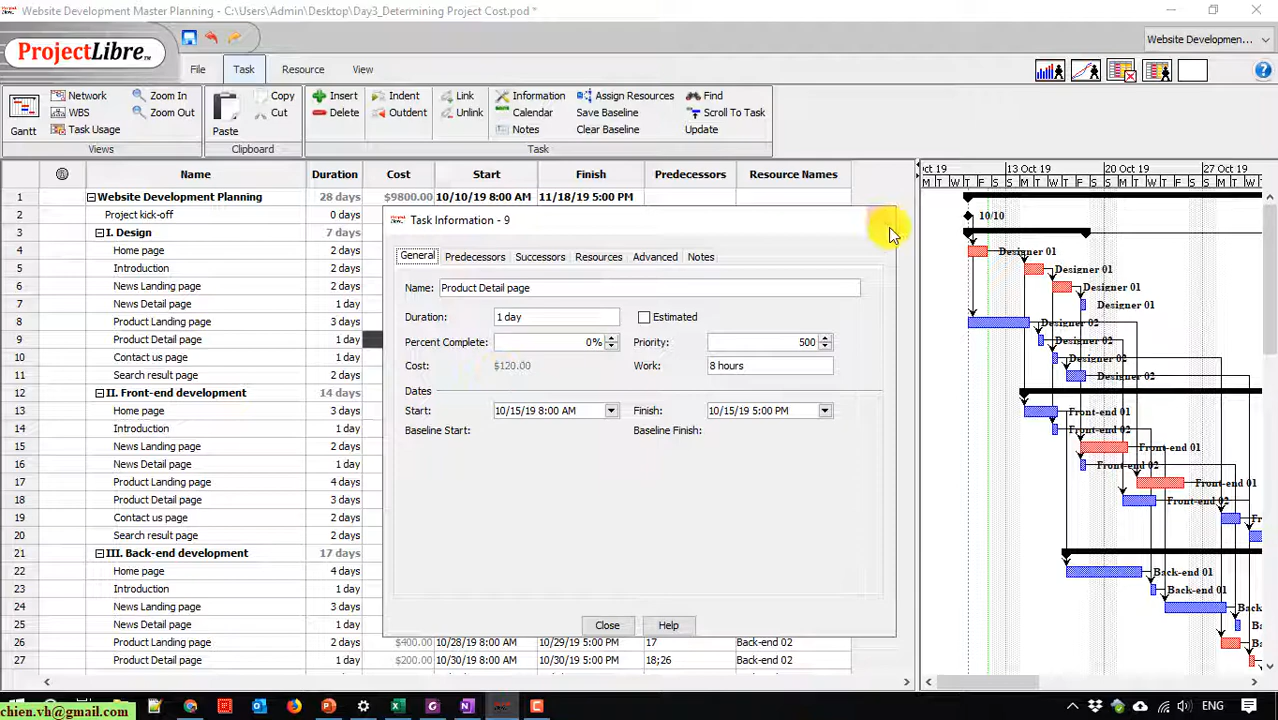 Website Development Master Planning - C:\Users\Admin\Desktop\Day3_Determining Project Cost.pod *
ProjectLibre™
Website Developmen...
File Task Resource View
Network Zoom In Copy Insert Indent Link Information Assign Resources Find
WBS Zoom Out Cut Delete Outdent Unlink Calendar Save Baseline Scroll To Task
Gantt Task Usage Paste Notes Clear Baseline Update
Views Clipboard Task
Name Duration Cost Start Finish Predecessors Resource Names
13 Oct 19 20 Oct 19 27 Oct 19
1 Website Development Planning 28 days $9800.00 10/10/19 8:00 AM 11/18/19 5:00 PM
2 Project kick-off 0 days 10/10
3 I. Design 7 days
4 Home page 2 days Designer 01
5 Introduction 2 days Designer 01
6 News Landing page 2 days Designer 01
7 News Detail page 1 day Designer 01
8 Product Landing page 3 days Designer 02
9 Product Detail page 1 day Designer 02
10 Contact us page 1 day Designer 02
11 Search result page 2 days Designer 02
12 II. Front-end development 14 days
13 Home page 3 days Front-end 01
14 Introduction 1 day Front-end 02
15 News Landing page 2 days Front-end 01
16 News Detail page 1 day Front-end 02
17 Product Landing page 4 days Front-end 01
18 Product Detail page 3 days Front-end 02
19 Contact us page 1 day
20 Search result page 2 days
21 III. Back-end development 17 days
22 Home page 4 days Back-end 01
23 Introduction 1 day Back-end 01
24 News Landing page 2 days
25 News Detail page 1 day
26 Product Landing page 2 days $400.00 10/28/19 8:00 AM 10/29/19 5:00 PM 17 Back-end 02
27 Product Detail page 1 day $200.00 10/30/19 8:00 AM 10/30/19 5:00 PM 18;26 Back-end 02
Task Information - 9
General Predecessors Successors Resources Advanced Notes
Name: Product Detail page
Duration: 1 day Estimated
Percent Complete: 0% Priority: 500
Cost: $120.00 Work: 8 hours
Dates
Start: 10/15/19 8:00 AM Finish: 10/15/19 5:00 PM
Baseline Start: Baseline Finish:
Close Help
chien.vh@gmail.com
ENG